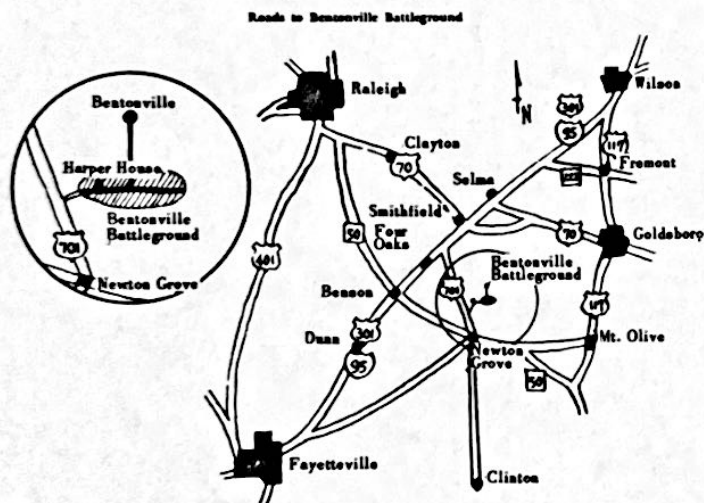 Roads to Bentonville Battleground
Bentonville
Harper House
Bentonville
Battleground
701
Newton Grove
Raleigh
N
Wilson
301
95
117
Fremont
Clayton
70
Selma
Smithfield
Four
Oaks
50
401
70
Goldsboro
Bentonville
Battleground
701
Benson
117
Dunn
301
95
Newton
Grove
Mt. Olive
50
Fayetteville
Clinton